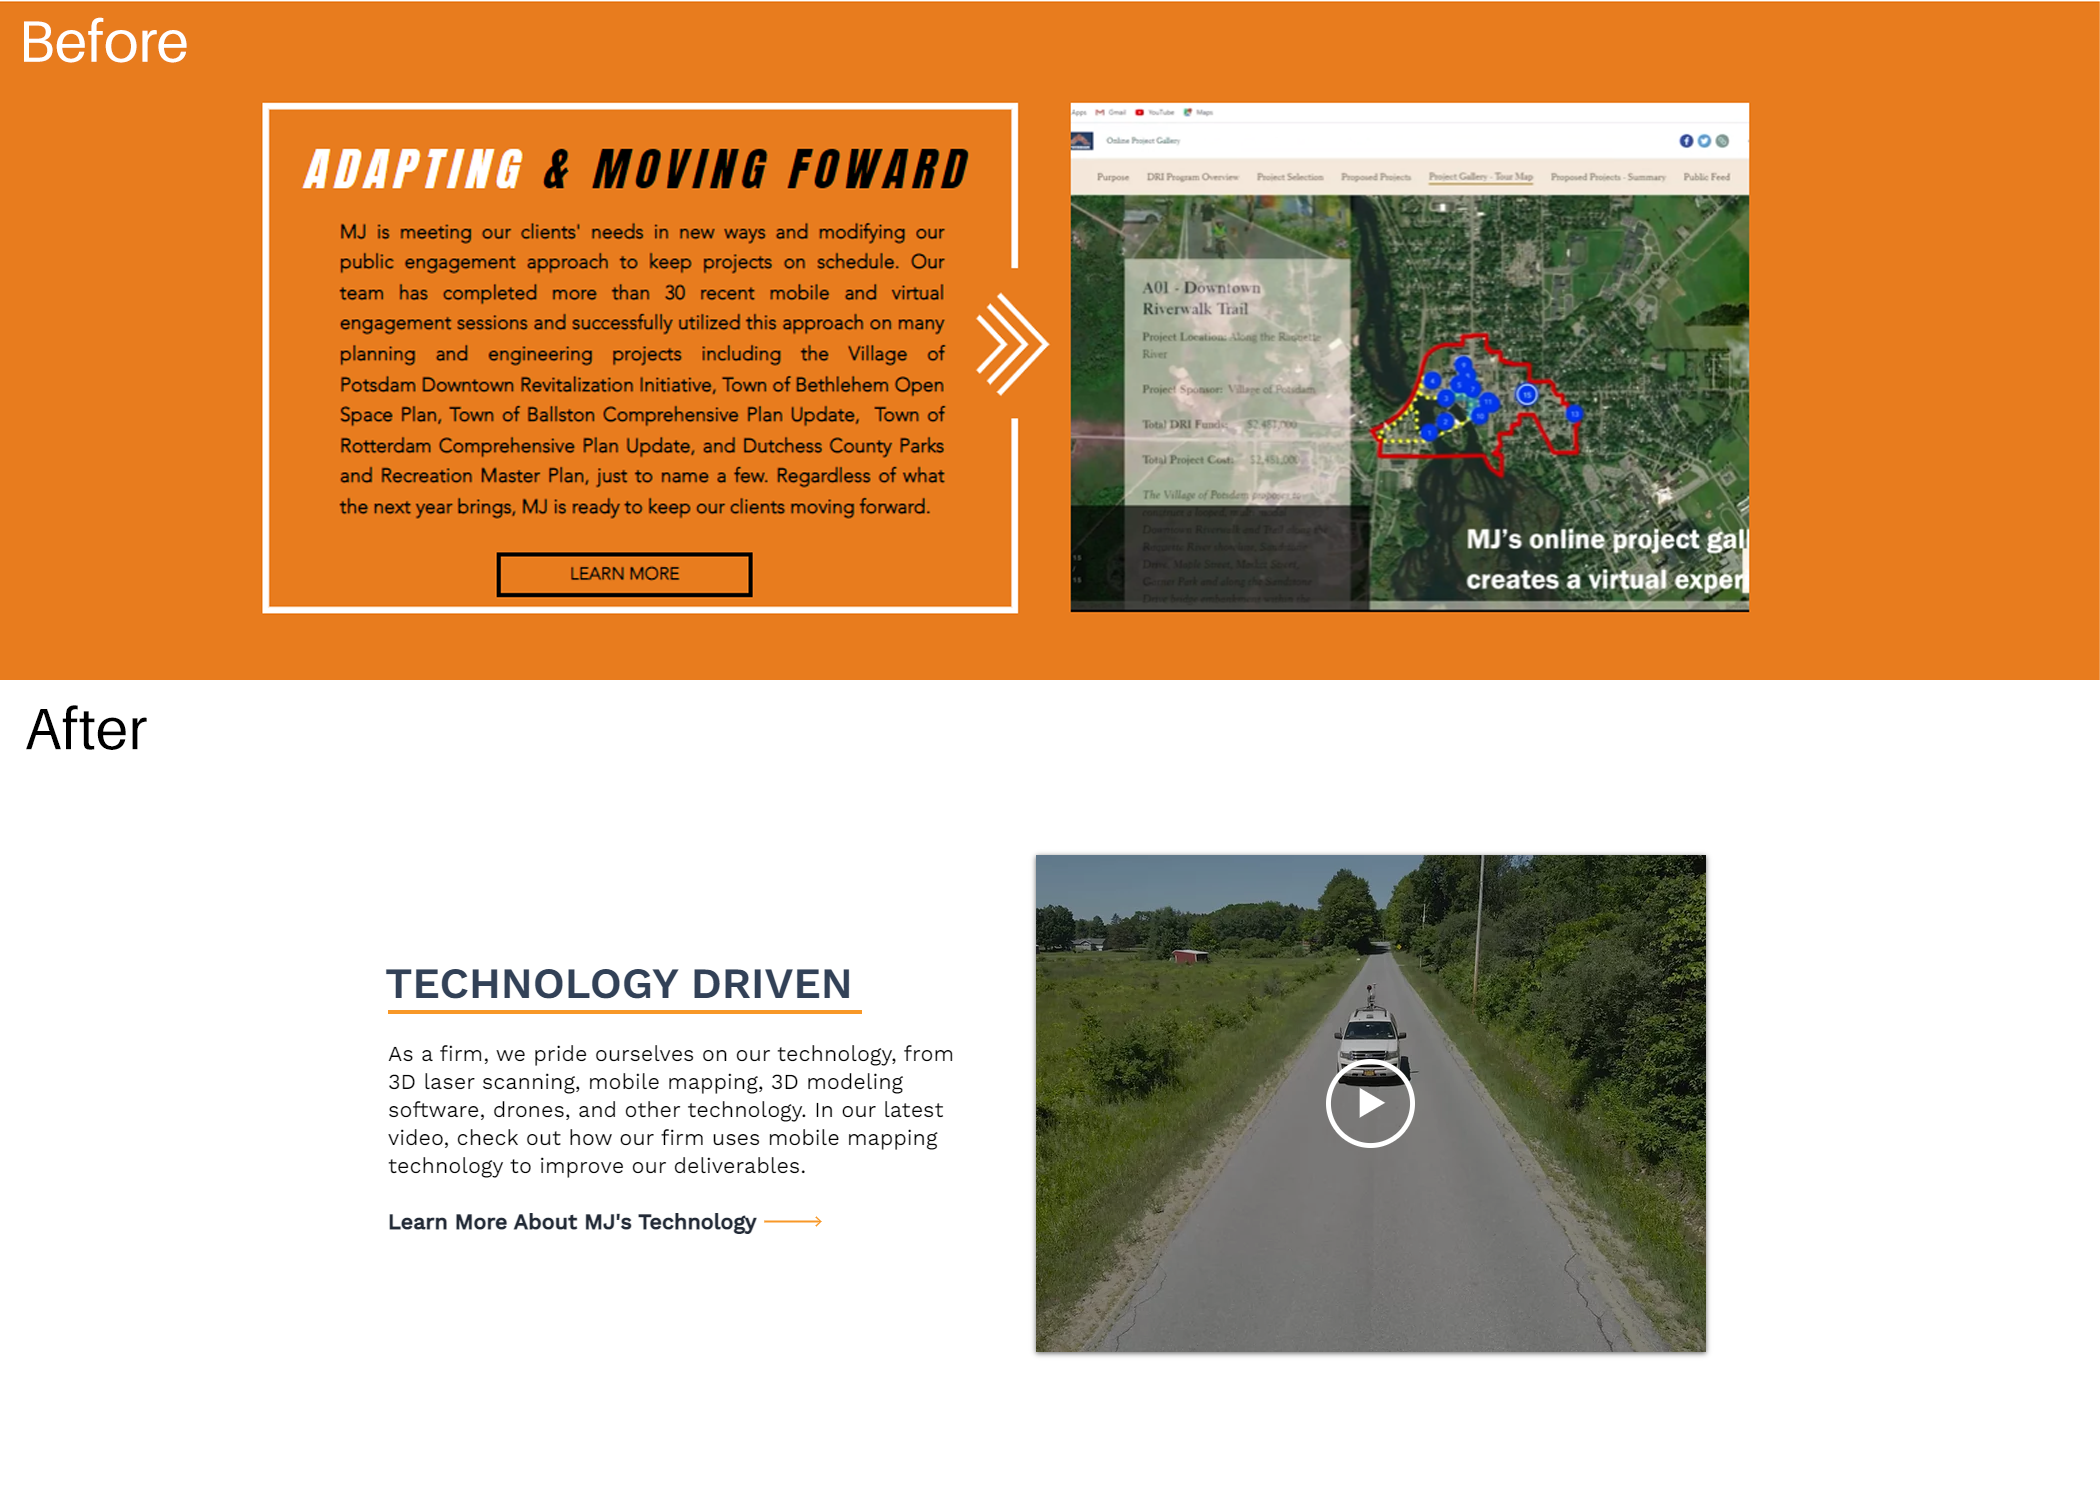 Before
ADAPTING & MOVING FOWARD
MJ is meeting our clients' needs in new ways and modifying our
public engagement approach to keep projects on schedule. Our
team has completed more than 30 recent mobile and virtual
engagement sessions and successfully utilized this approach on many
planning and engineering projects including the Village of
Potsdam Downtown Revitalization Initiative, Town of Bethlehem Open
Space Plan, Town of Ballston Comprehensive Plan Update, Town of
Rotterdam Comprehensive Plan Update, and Dutchess County Parks
and Recreation Master Plan, just to name a few. Regardless of what
the next year brings, MJ is ready to keep our clients moving forward.
LEARN MORE
Apps Gmail YouTube Maps
Online Project Gallery
Purpose DRI Program Overview Project Selection Proposed Projects Project Gallery - Tour Map Proposed Projects - Summary Public Feed
A01 - Downtown
Riverwalk Trail
Project Location: Along the Raquette
River
Project Sponsor: Village of Potsdam
Total DRI Funds: $2,451,000
Total Project Cost: $2,451,000
The Village of Potsdam proposes to
MJ's online project gal
creates a virtual exper
After
TECHNOLOGY DRIVEN
As a firm, we pride ourselves on our technology, from
3D laser scanning, mobile mapping, 3D modeling
software, drones, and other technology. In our latest
video, check out how our firm uses mobile mapping
technology to improve our deliverables.
Learn More About MJ's Technology